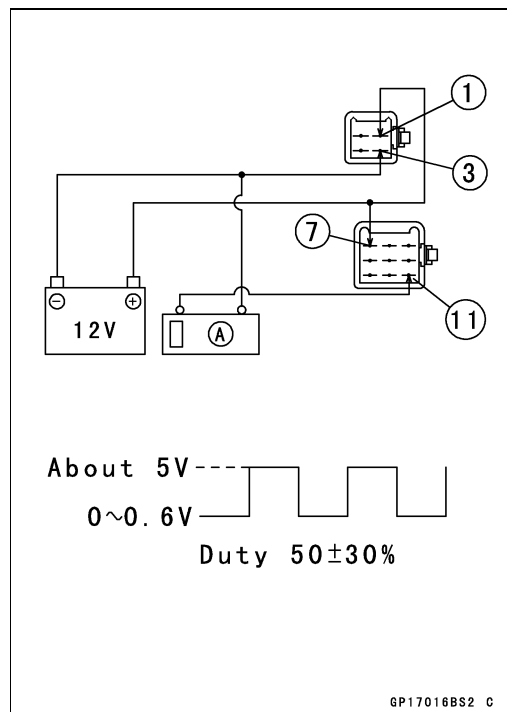 1
3
7
11
⊖ ⊕
12V
A
About 5V
0~0.6V
Duty 50±30%
GP17016BS2 C